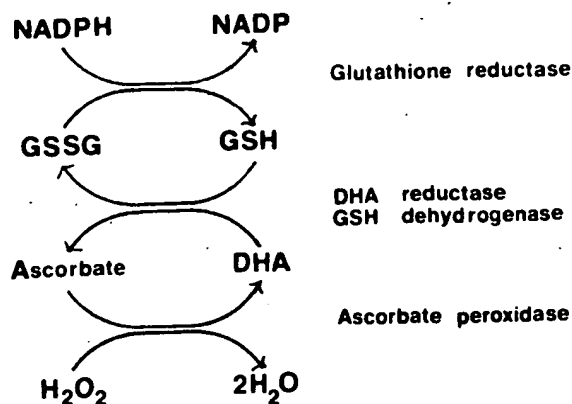 NADPH NADP
Glutathione reductase
GSSG GSH
DHA reductase
GSH dehydrogenase
Ascorbate DHA
Ascorbate peroxidase
H₂O₂ 2H₂O